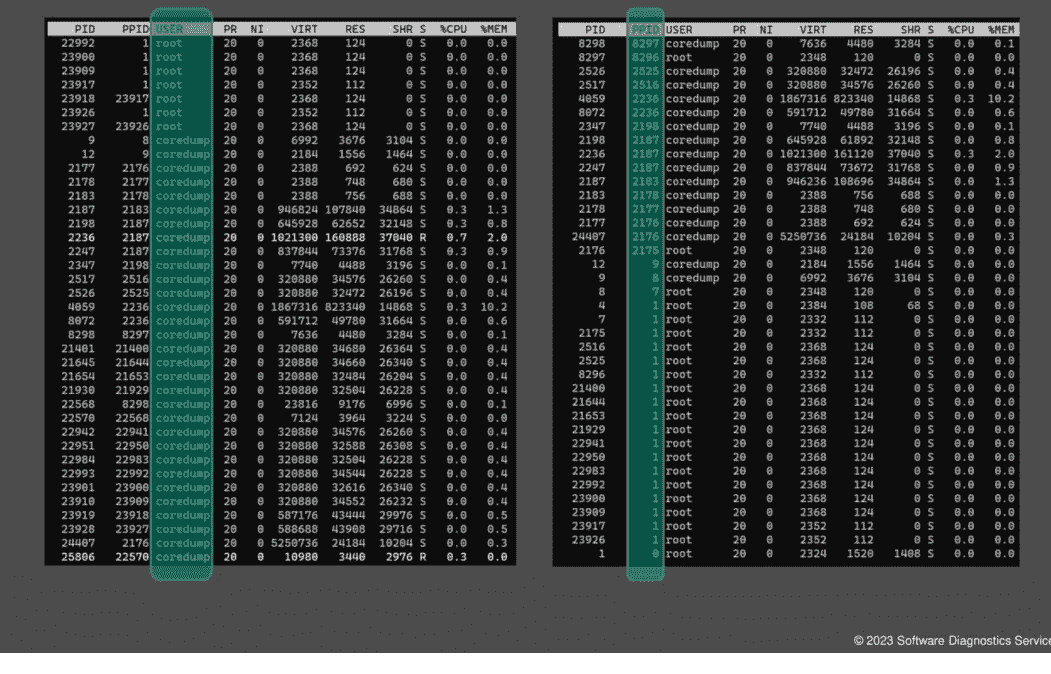 PID PPID USER PR NI VIRT RES SHR S %CPU %MEM
22992 1 root 20 0 2368 124 0 S 0.0 0.0
23900 1 root 20 0 2368 124 0 S 0.0 0.0
23909 1 root 20 0 2368 124 0 S 0.0 0.0
23917 1 root 20 0 2352 112 0 S 0.0 0.0
23918 23917 root 20 0 2368 124 0 S 0.0 0.0
23926 1 root 20 0 2352 112 0 S 0.0 0.0
23927 23926 root 20 0 2368 124 0 S 0.0 0.0
9 8 coredump 20 0 6992 3676 3104 S 0.0 0.0
12 9 coredump 20 0 2184 1556 1464 S 0.0 0.0
2177 2176 coredump 20 0 2388 692 624 S 0.0 0.0
2178 2177 coredump 20 0 2388 748 680 S 0.0 0.0
2183 2178 coredump 20 0 2388 756 688 S 0.0 0.0
2187 2183 coredump 20 0 946824 107840 34864 S 0.3 1.3
2198 2187 coredump 20 0 645928 62652 32148 S 0.3 0.8
2236 2187 coredump 20 0 1021300 160888 37040 R 0.7 2.0
2247 2187 coredump 20 0 837844 73376 31768 S 0.3 0.9
2347 2198 coredump 20 0 7740 4488 3196 S 0.0 0.1
2517 2516 coredump 20 0 320880 34576 26260 S 0.0 0.4
2526 2525 coredump 20 0 320880 32472 26196 S 0.0 0.4
4059 2236 coredump 20 0 1867316 823340 14868 S 0.3 10.2
8072 2236 coredump 20 0 591712 49780 31664 S 0.0 0.6
8298 8297 coredump 20 0 7636 4480 3284 S 0.0 0.1
21401 21400 coredump 20 0 320880 34680 26364 S 0.0 0.4
21645 21644 coredump 20 0 320880 34660 26340 S 0.0 0.4
21654 21653 coredump 20 0 320880 32484 26204 S 0.0 0.4
21930 21929 coredump 20 0 320880 32504 26228 S 0.0 0.4
22568 8298 coredump 20 0 23816 9176 6996 S 0.0 0.1
22570 22568 coredump 20 0 7124 3964 3224 S 0.0 0.0
22942 22941 coredump 20 0 320880 34576 26260 S 0.0 0.4
22951 22950 coredump 20 0 320880 32588 26308 S 0.0 0.4
22984 22983 coredump 20 0 320880 32504 26228 S 0.0 0.4
22993 22992 coredump 20 0 320880 32544 26228 S 0.0 0.4
23901 23900 coredump 20 0 320880 32616 26340 S 0.0 0.4
23910 23909 coredump 20 0 320880 34552 26232 S 0.0 0.4
23919 23918 coredump 20 0 587176 43444 29976 S 0.0 0.5
23928 23927 coredump 20 0 588688 43908 29716 S 0.0 0.5
24407 2176 coredump 20 0 5250736 24184 10204 S 0.0 0.3
25806 22570 coredump 20 0 10980 3440 2976 R 0.3 0.0
PID PPID USER PR NI VIRT RES SHR S %CPU %MEM
8298 8297 coredump 20 0 7636 4480 3284 S 0.0 0.1
8297 8296 root 20 0 2348 120 0 S 0.0 0.0
2526 2525 coredump 20 0 320880 32472 26196 S 0.0 0.4
2517 2516 coredump 20 0 320880 34576 26260 S 0.0 0.4
4059 2236 coredump 20 0 1867316 823340 14868 S 0.3 10.2
8072 2236 coredump 20 0 591712 49780 31664 S 0.0 0.6
2347 2198 coredump 20 0 7740 4488 3196 S 0.0 0.1
2198 2187 coredump 20 0 645928 61892 32148 S 0.0 0.8
2236 2187 coredump 20 0 1021300 161120 37040 S 0.3 2.0
2247 2187 coredump 20 0 837844 73672 31768 S 0.0 0.9
2187 2183 coredump 20 0 946236 108696 34864 S 0.0 1.3
2183 2178 coredump 20 0 2388 756 688 S 0.0 0.0
2178 2177 coredump 20 0 2388 748 680 S 0.0 0.0
2177 2176 coredump 20 0 2388 692 624 S 0.0 0.0
24407 2176 coredump 20 0 5250736 24184 10204 S 0.0 0.3
2176 2175 root 20 0 2348 120 0 S 0.0 0.0
12 9 coredump 20 0 2184 1556 1464 S 0.0 0.0
9 8 coredump 20 0 6992 3676 3104 S 0.0 0.0
8 7 root 20 0 2348 120 0 S 0.0 0.0
4 1 root 20 0 2384 108 68 S 0.0 0.0
7 1 root 20 0 2332 112 0 S 0.0 0.0
2175 1 root 20 0 2332 112 0 S 0.0 0.0
2516 1 root 20 0 2368 124 0 S 0.0 0.0
2525 1 root 20 0 2368 124 0 S 0.0 0.0
8296 1 root 20 0 2332 112 0 S 0.0 0.0
21400 1 root 20 0 2368 124 0 S 0.0 0.0
21644 1 root 20 0 2368 124 0 S 0.0 0.0
21653 1 root 20 0 2368 124 0 S 0.0 0.0
21929 1 root 20 0 2368 124 0 S 0.0 0.0
22941 1 root 20 0 2368 124 0 S 0.0 0.0
22950 1 root 20 0 2368 124 0 S 0.0 0.0
22983 1 root 20 0 2368 124 0 S 0.0 0.0
22992 1 root 20 0 2368 124 0 S 0.0 0.0
23900 1 root 20 0 2368 124 0 S 0.0 0.0
23909 1 root 20 0 2368 124 0 S 0.0 0.0
23917 1 root 20 0 2352 112 0 S 0.0 0.0
23926 1 root 20 0 2352 112 0 S 0.0 0.0
1 0 root 20 0 2324 1520 1408 S 0.0 0.0
© 2023 Software Diagnostics Service